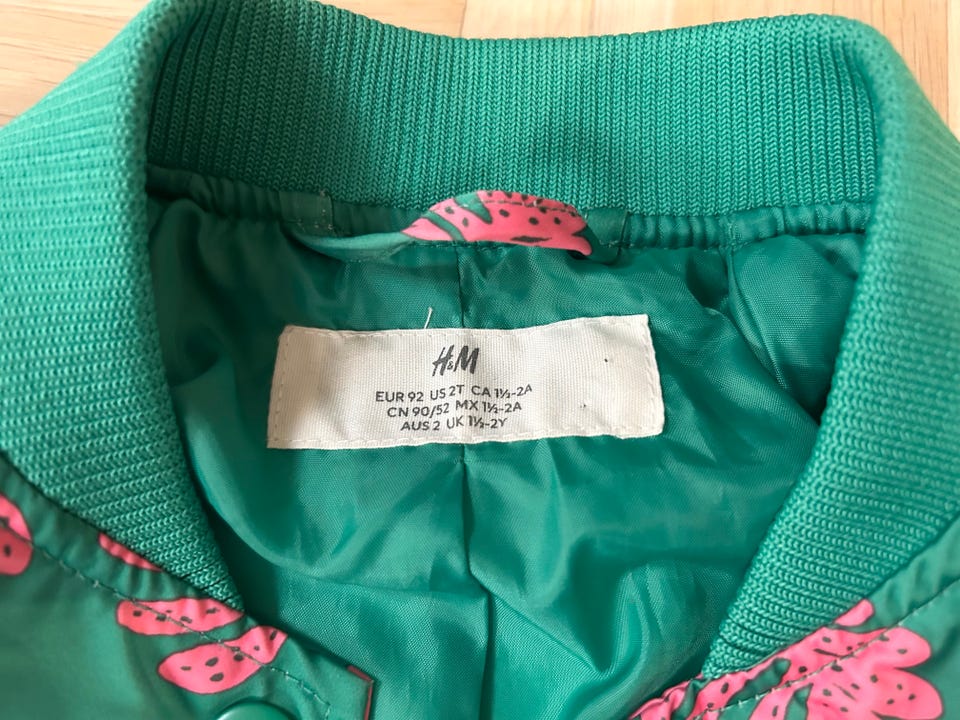 H&M
EUR 92 US 2T CA 1½-2A
CN 90/52 MX 1½-2A
AUS 2 UK 1½-2Y